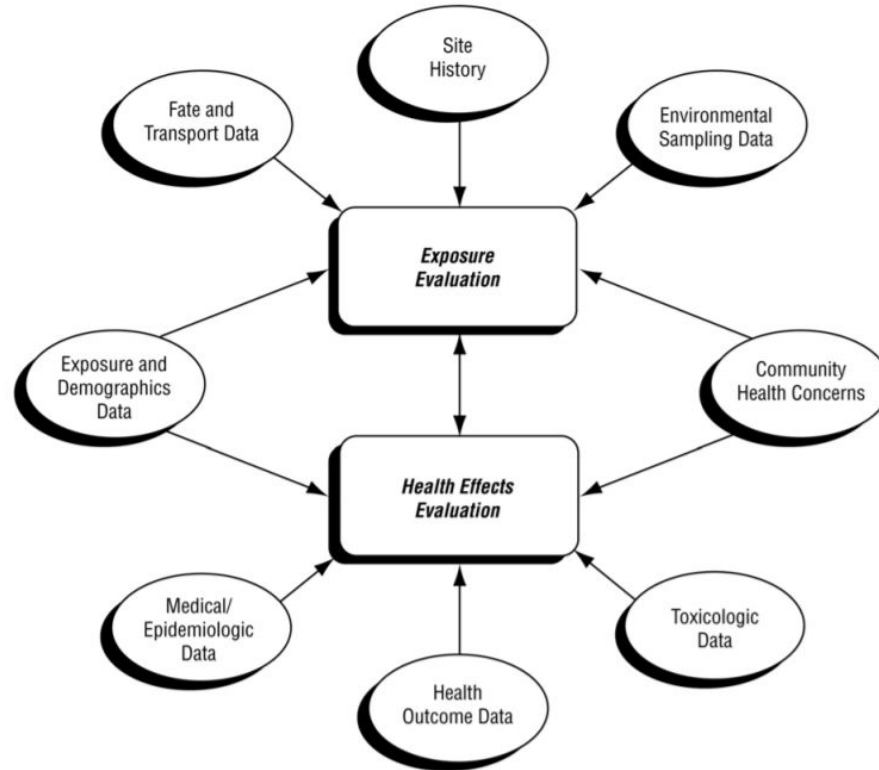 Site
History
Fate and
Transport Data
Environmental
Sampling Data
Exposure
Evaluation
Exposure and
Demographics
Data
Community
Health Concerns
Health Effects
Evaluation
Medical/
Epidemiologic
Data
Toxicologic
Data
Health
Outcome Data